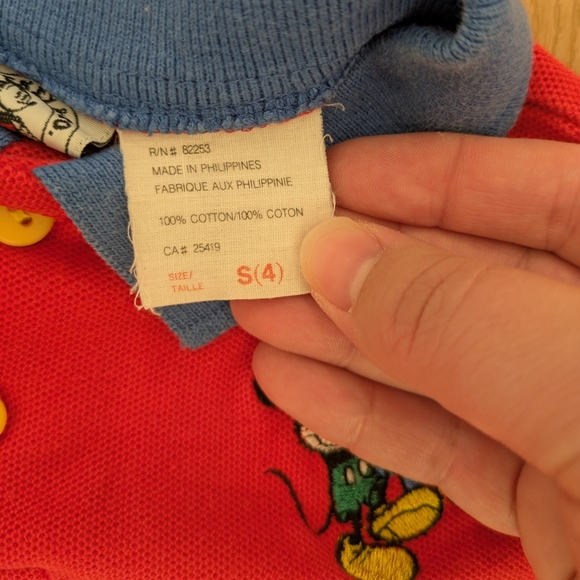 R/N# 82253
MADE IN PHILIPPINES
FABRIQUE AUX PHILIPPINIE
100% COTTON/100% COTON
CA# 25419
SIZE/
TAILLE
S(4)